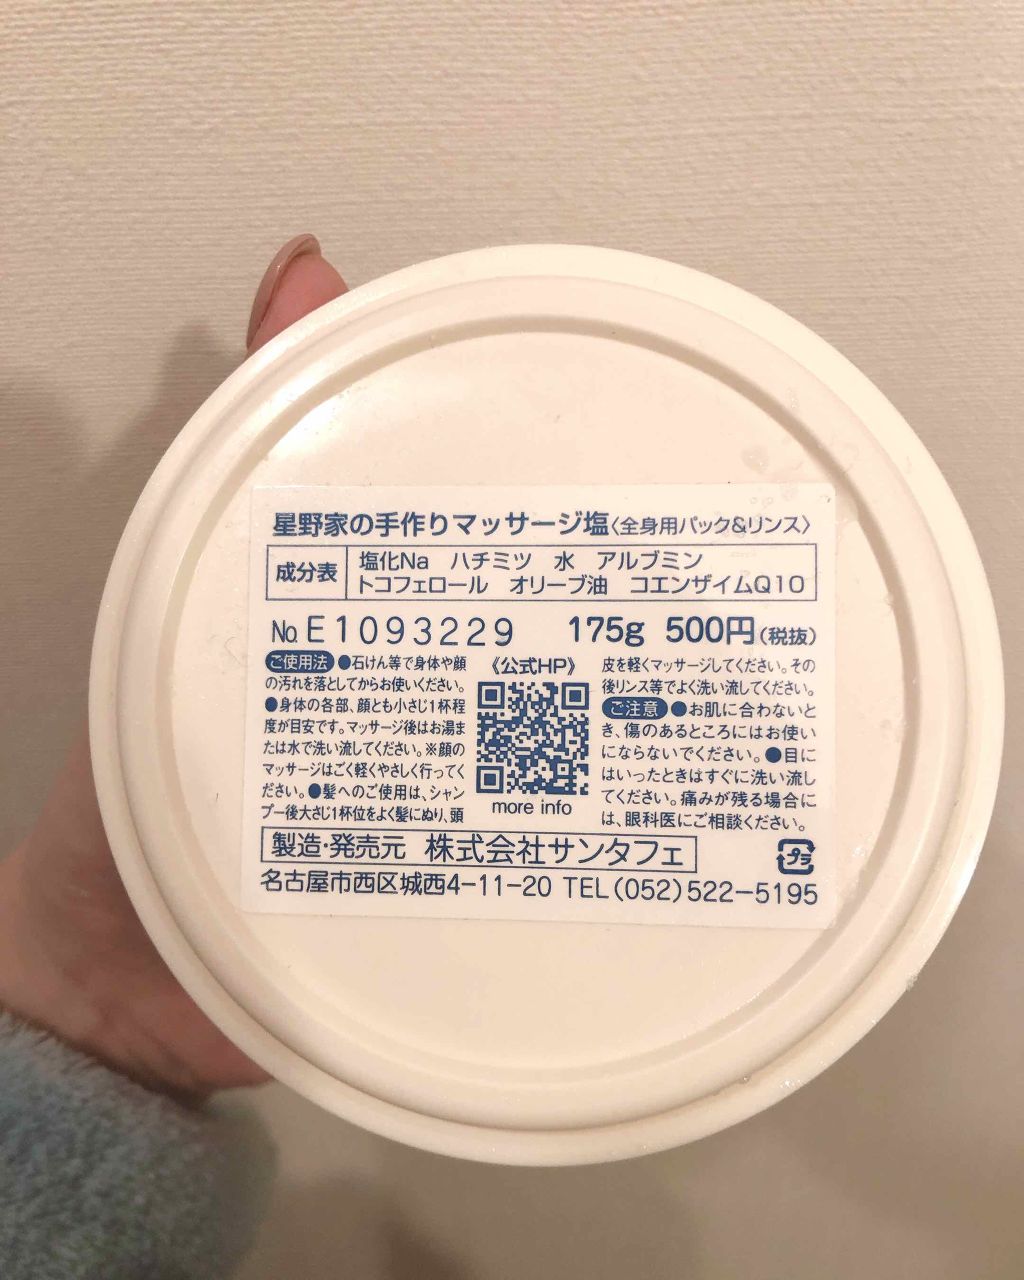 星野家の手作りマッサージ塩〈全身用パック&リンス〉
成分表
塩化Na ハチミツ 水 アルブミン
トコフェロール オリーブ油 コエンザイムQ10
No. E1093229 175g 500円(税抜)
ご使用法 ●石けん等で身体や顔
の汚れを落としてからお使いください。
●身体の各部、顔とも小さじ1杯程
度が目安です。マッサージ後はお湯ま
たは水で洗い流してください。※顔の
マッサージはごく軽くやさしく行ってく
ださい。●髪へのご使用は、シャン
プー後大さじ1杯位をよく髪にぬり、頭
《公式HP》
more info
皮を軽くマッサージしてください。その
後リンス等でよく洗い流してください。
ご注意 ●お肌に合わないと
き、傷のあるところにはお使い
にならないでください。●目に
はいったときはすぐに洗い流し
てください。痛みが残る場合に
は、眼科医にご相談ください。
製造・発売元 株式会社サンタフェ
プラ
名古屋市西区城西4-11-20 TEL(052)522-5195